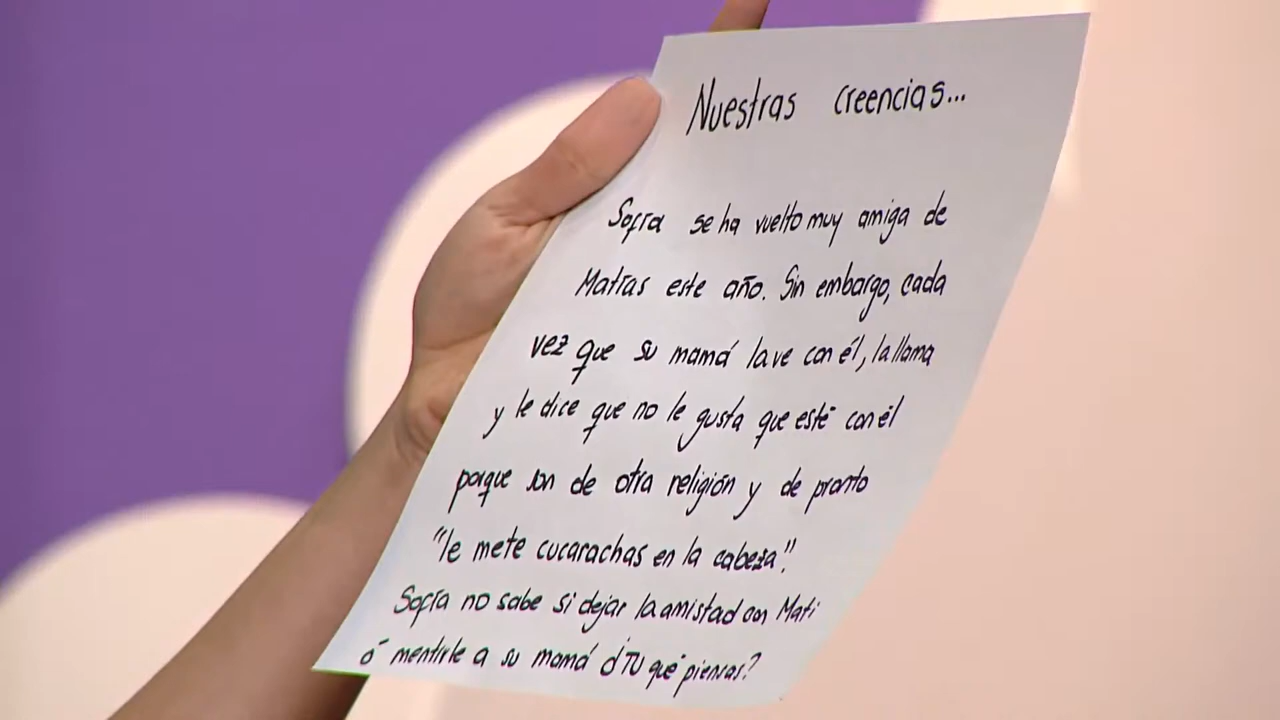 Nuestras creencias...
Sofía se ha vuelto muy amiga de
Matías este año. Sin embargo, cada
vez que su mamá la ve con él, la llama
y le dice que no le gusta que esté con él
porque son de otra religión y de pronto
"le mete cucarachas en la cabeza".
Sofía no sabe si dejar la amistad con Mati
ó mentirle a su mamá ¿Tú qué piensas?